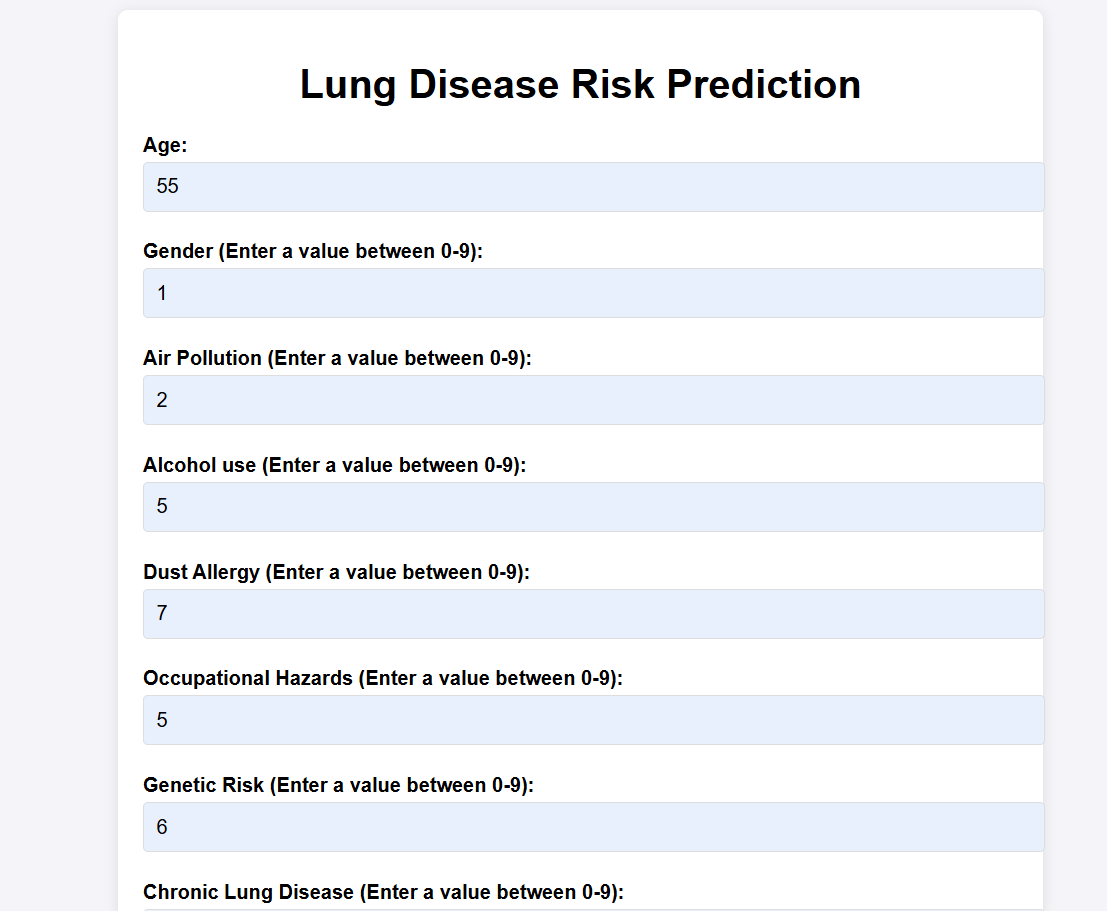 Lung Disease Risk Prediction
Age:
55
Gender (Enter a value between 0-9):
1
Air Pollution (Enter a value between 0-9):
2
Alcohol use (Enter a value between 0-9):
5
Dust Allergy (Enter a value between 0-9):
7
Occupational Hazards (Enter a value between 0-9):
5
Genetic Risk (Enter a value between 0-9):
6
Chronic Lung Disease (Enter a value between 0-9):